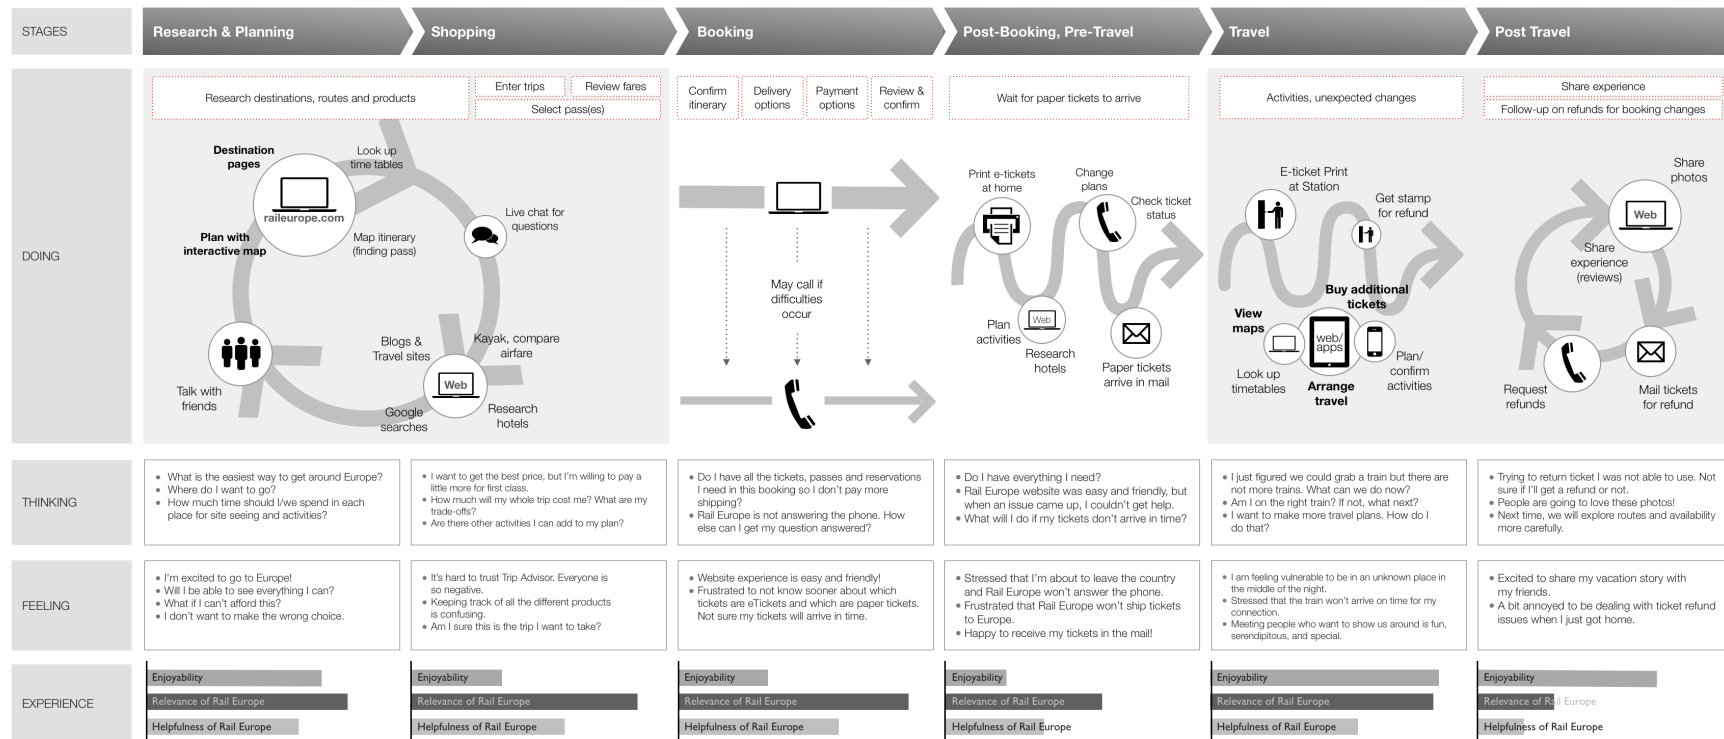 STAGES
Research & Planning
Shopping
Booking
Post-Booking, Pre-Travel
Travel
Post Travel
DOING
Research destinations, routes and products
Enter trips
Review fares
Select pass(es)
Destination
pages
Look up
time tables
raileurope.com
Plan with
interactive map
Map itinerary
(finding pass)
Live chat for
questions
Talk with
friends
Blogs &
Travel sites
Kayak, compare
airfare
Web
Google
searches
Research
hotels
Confirm
itinerary
Delivery
options
Payment
options
Review &
confirm
May call if
difficulties
occur
Wait for paper tickets to arrive
Print e-tickets
at home
Change
plans
Check ticket
status
Plan
activities
Web
Research
hotels
Paper tickets
arrive in mail
Activities, unexpected changes
E-ticket Print
at Station
Get stamp
for refund
Buy additional
tickets
View
maps
web/
apps
Look up
timetables
Arrange
travel
Plan/
confirm
activities
Share experience
Follow-up on refunds for booking changes
Share
photos
Web
Share
experience
(reviews)
Request
refunds
Mail tickets
for refund
THINKING
• What is the easiest way to get around Europe?
• Where do I want to go?
• How much time should I/we spend in each
place for site seeing and activities?
• I want to get the best price, but I'm willing to pay a
little more for first class.
• How much will my whole trip cost me? What are my
trade-offs?
• Are there other activities I can add to my plan?
• Do I have all the tickets, passes and reservations
I need in this booking so I don't pay more
shipping?
• Rail Europe is not answering the phone. How
else can I get my question answered?
• Do I have everything I need?
• Rail Europe website was easy and friendly, but
when an issue came up, I couldn't get help.
• What will I do if my tickets don't arrive in time?
• I just figured we could grab a train but there are
not more trains. What can we do now?
• Am I on the right train? If not, what next?
• I want to make more travel plans. How do I
do that?
• Trying to return ticket I was not able to use. Not
sure if I'll get a refund or not.
• People are going to love these photos!
• Next time, we will explore routes and availability
more carefully.
FEELING
• I'm excited to go to Europe!
• Will I be able to see everything I can?
• What if I can't afford this?
• I don't want to make the wrong choice.
• It's hard to trust Trip Advisor. Everyone is
so negative.
• Keeping track of all the different products
is confusing.
• Am I sure this is the trip I want to take?
• Website experience is easy and friendly!
• Frustrated to not know sooner about which
tickets are eTickets and which are paper tickets.
Not sure my tickets will arrive in time.
• Stressed that I'm about to leave the country
and Rail Europe won't answer the phone.
• Frustrated that Rail Europe won't ship tickets
to Europe.
• Happy to receive my tickets in the mail!
• I am feeling vulnerable to be in an unknown place in
the middle of the night.
• Stressed that the train won't arrive on time for my
connection.
• Meeting people who want to show us around is fun,
serendipitous, and special.
• Excited to share my vacation story with
my friends.
• A bit annoyed to be dealing with ticket refund
issues when I just got home.
EXPERIENCE
Enjoyability
Relevance of Rail Europe
Helpfulness of Rail Europe
Enjoyability
Relevance of Rail Europe
Helpfulness of Rail Europe
Enjoyability
Relevance of Rail Europe
Helpfulness of Rail Europe
Enjoyability
Relevance of Rail Europe
Helpfulness of Rail Europe
Enjoyability
Relevance of Rail Europe
Helpfulness of Rail Europe
Enjoyability
Relevance of Rail Europe
Helpfulness of Rail Europe